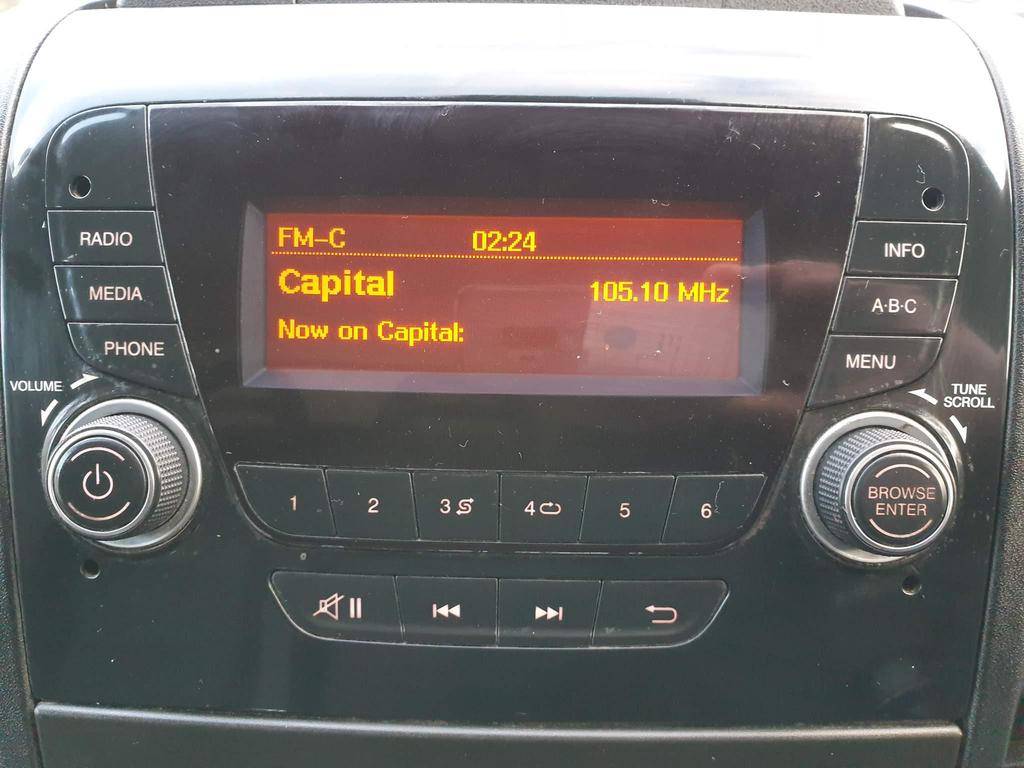 FM-C 02:24
Capital 105.10 MHz
Now on Capital:
RADIO
MEDIA
PHONE
VOLUME
INFO
A·B·C
MENU
TUNE
SCROLL
BROWSE
ENTER
1 2 3 4 5 6